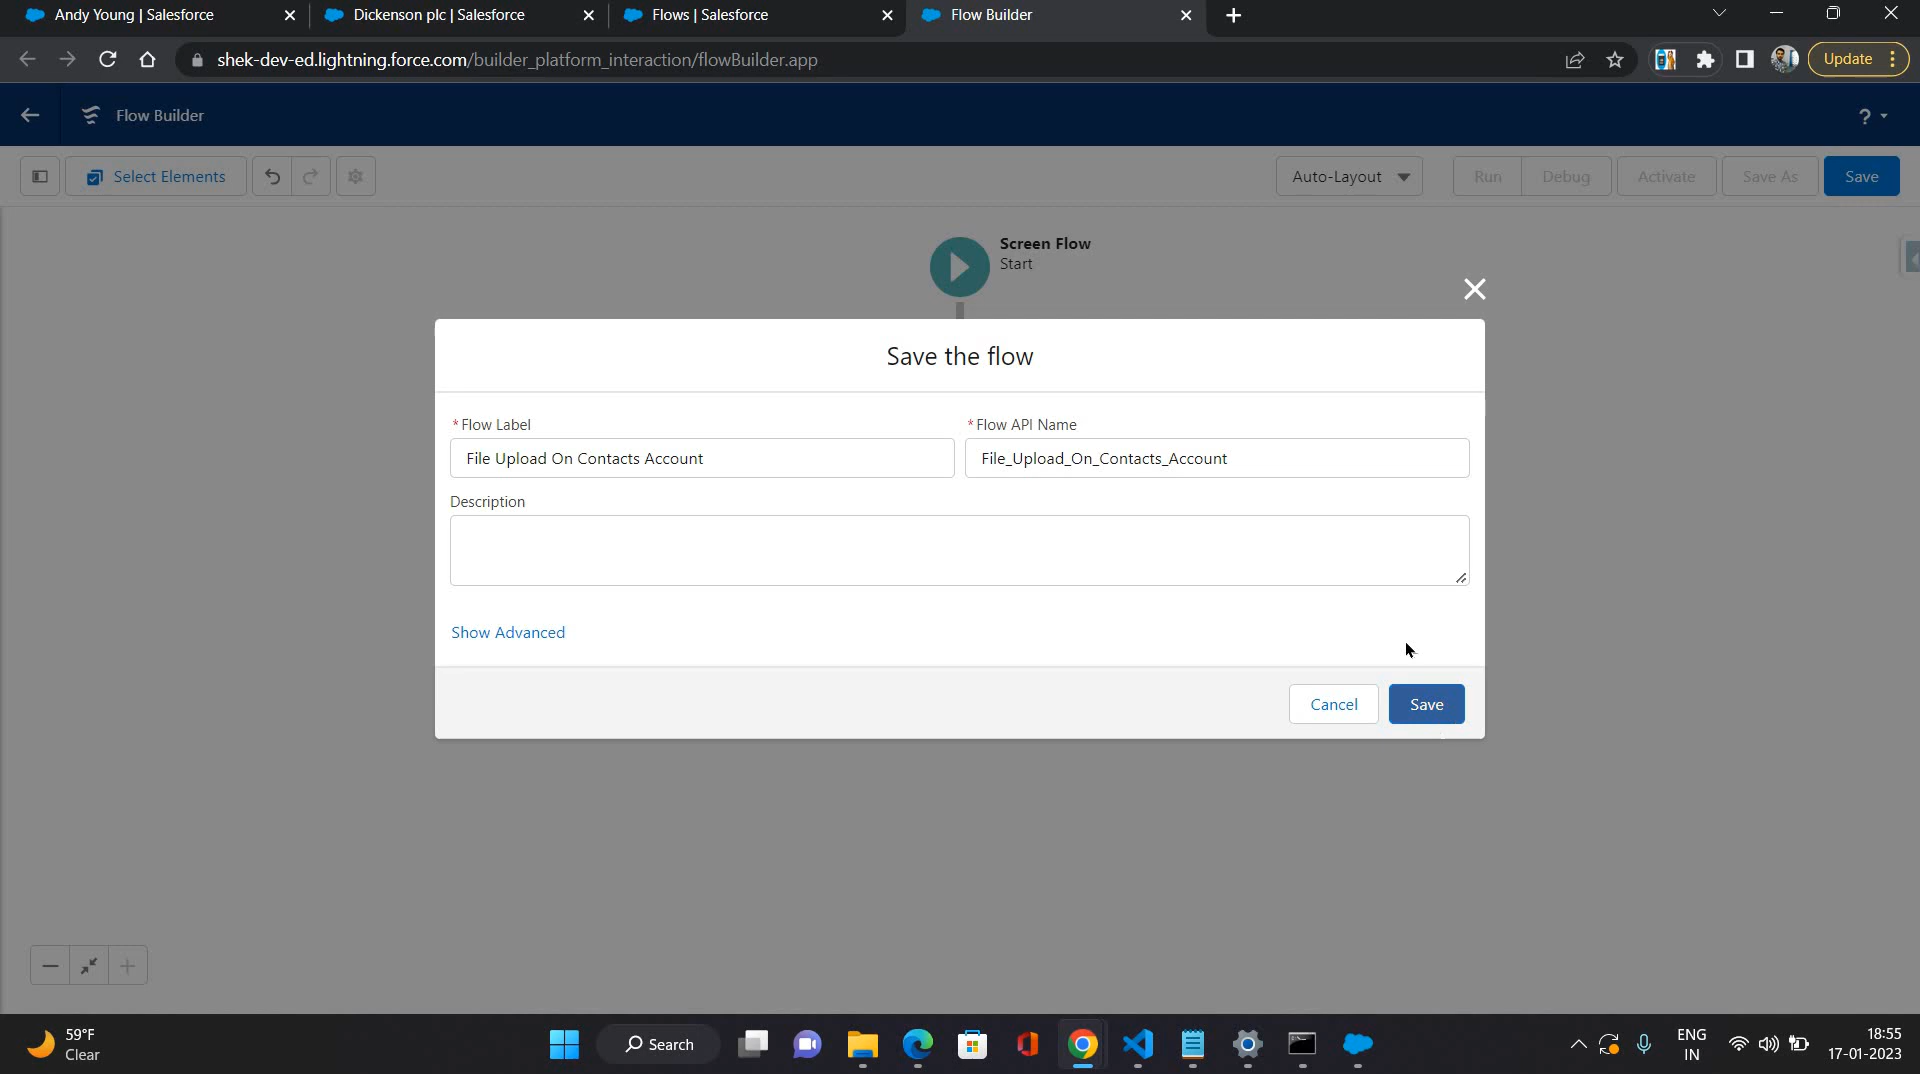 Andy Young | Salesforce
Dickenson plc | Salesforce
Flows | Salesforce
Flow Builder
shek-dev-ed.lightning.force.com/builder_platform_interaction/flowBuilder.app
Update
Flow Builder
?
Select Elements
Auto-Layout
Run
Debug
Activate
Save As
Save
Screen Flow
Start
Save the flow
* Flow Label
* Flow API Name
File Upload On Contacts Account
File_Upload_On_Contacts_Account
Description
Show Advanced
Cancel
Save
59°F
Clear
Search
ENG
IN
18:55
17-01-2023